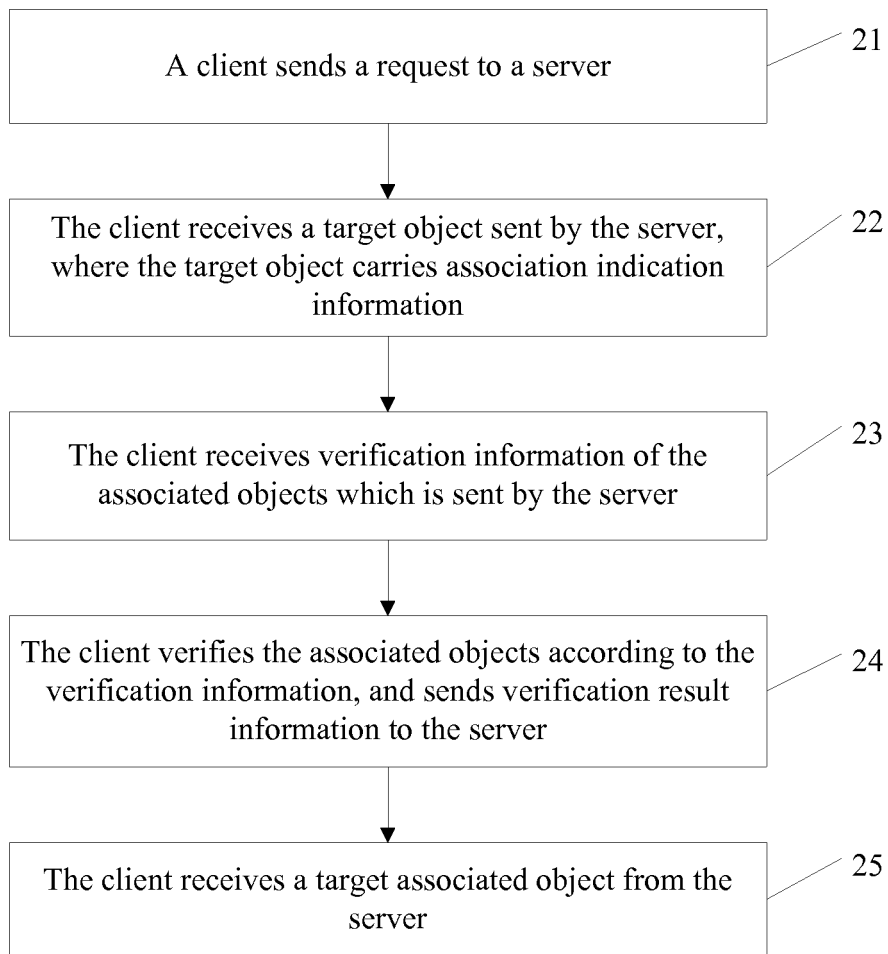 A client sends a request to a server
21
The client receives a target object sent by the server,
where the target object carries association indication
information
22
The client receives verification information of the
associated objects which is sent by the server
23
The client verifies the associated objects according to the
verification information, and sends verification result
information to the server
24
The client receives a target associated object from the
server
25